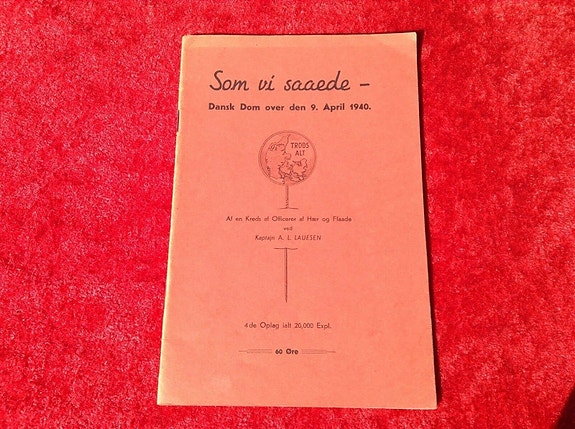 Som vi saaede –
Dansk Dom over den 9. April 1940.
TRODS
ALT
Af en Kreds af Officerer af Hær og Flaade
ved
Kaptajn A. L. LAUESEN
4de Oplag ialt 20,000 Expl.
60 Øre